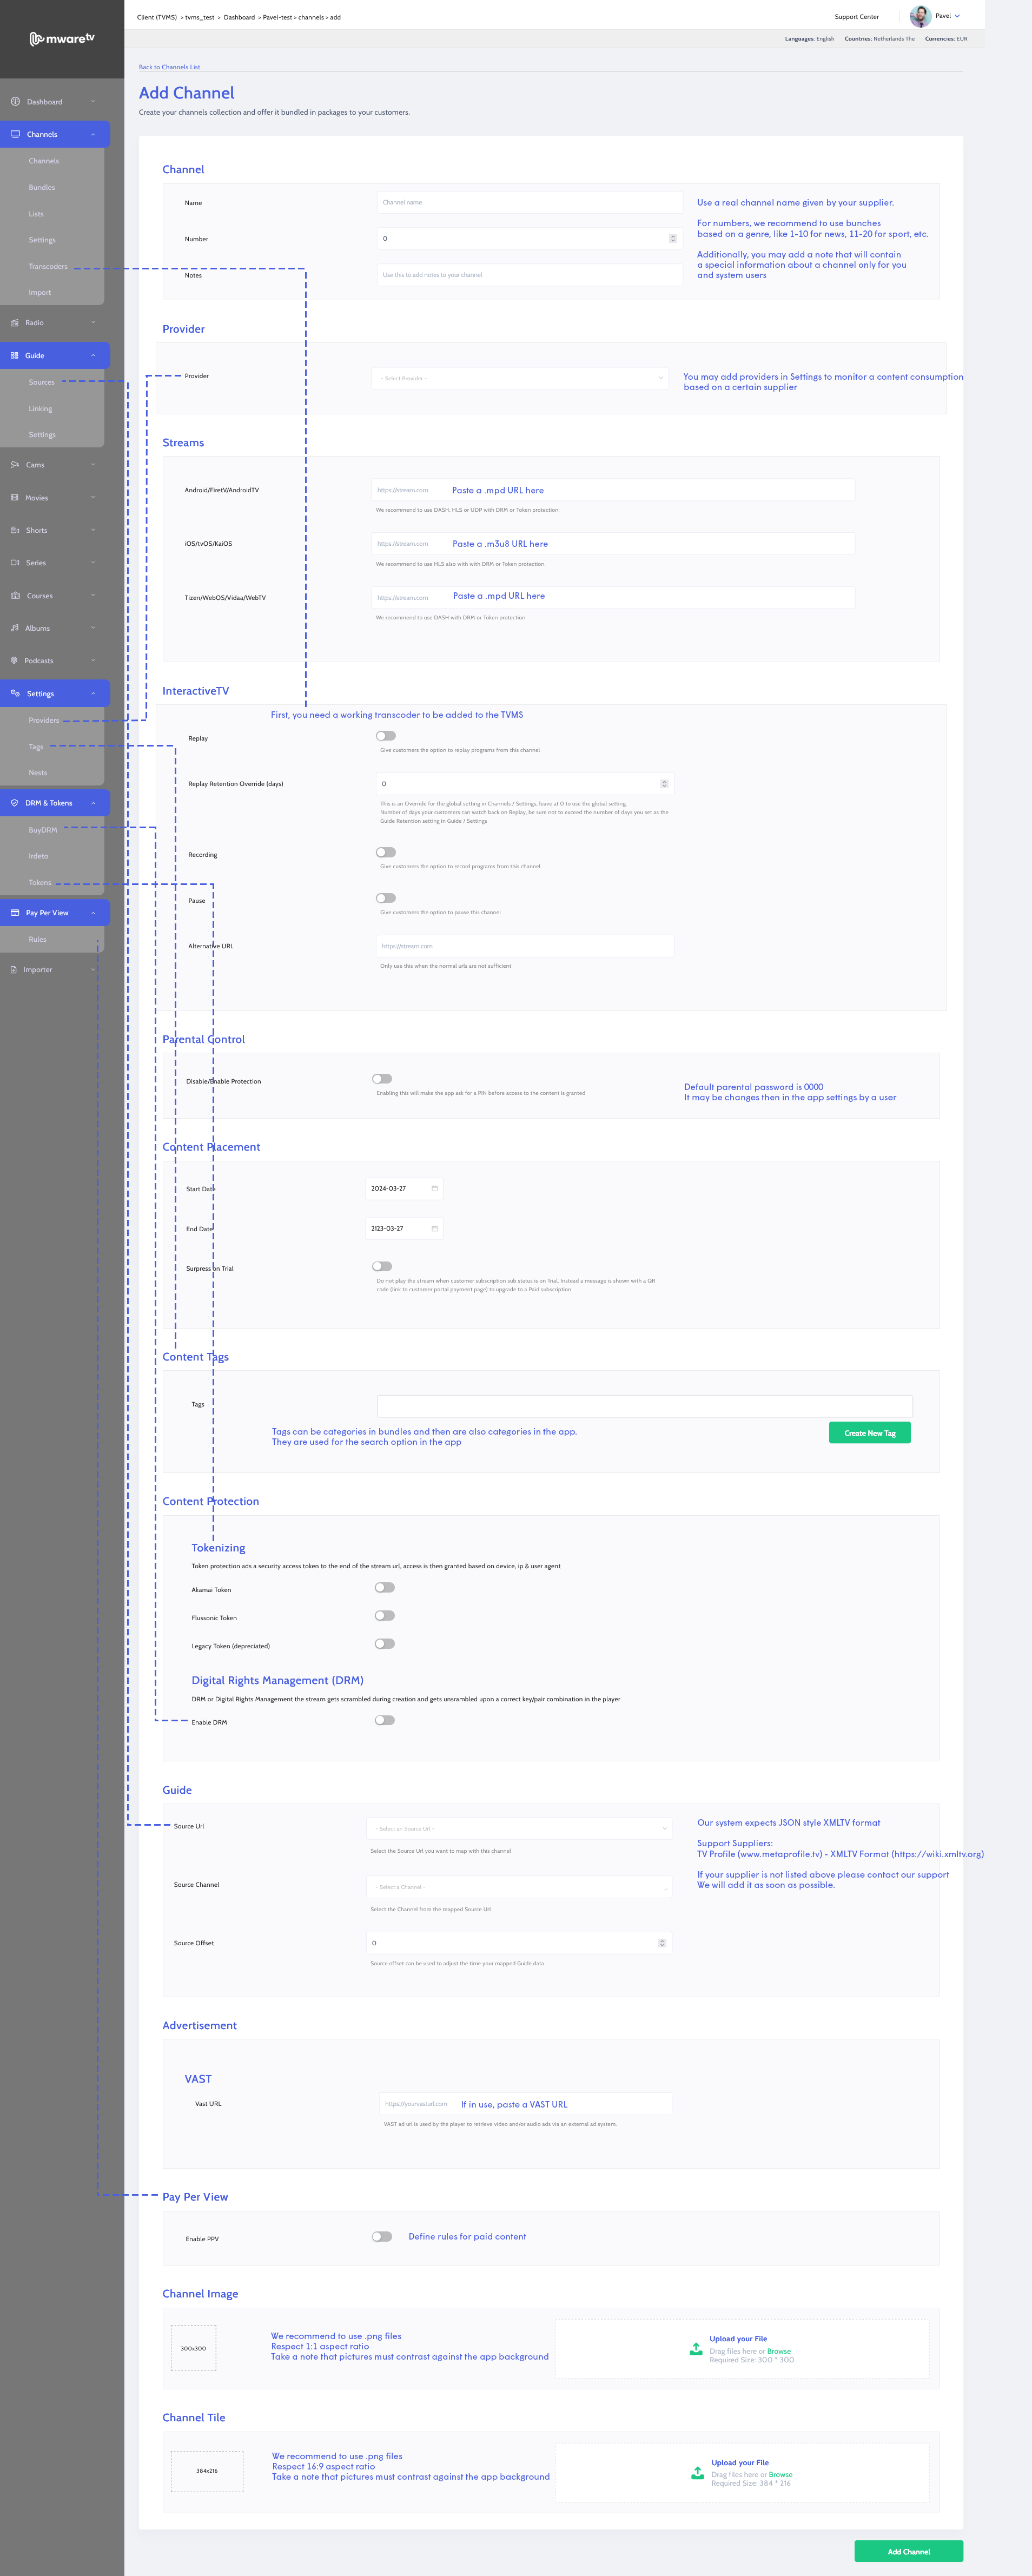 mwaretv
Client (TVMS) > tvms_test > Dashboard > Pavel-test > channels > add
Support Center
Pavel
Languages: English Countries: Netherlands The Currencies: EUR
Dashboard
Channels
Channels
Bundles
Lists
Settings
Transcoders
Import
Radio
Guide
Sources
Linking
Settings
Cams
Movies
Shorts
Series
Courses
Albums
Podcasts
Settings
Providers
Tags
Nests
DRM & Tokens
BuyDRM
Irdeto
Tokens
Pay Per View
Rules
Importer
Back to Channels List
Add Channel
Create your channels collection and offer it bundled in packages to your customers.
Channel
Name
Channel name
Number
0
Notes
Use this to add notes to your channel
Use a real channel name given by your supplier.
For numbers, we recommend to use bunches
based on a genre, like 1-10 for news, 11-20 for sport, etc.
Additionally, you may add a note that will contain
a special information about a channel only for you
and system users
Provider
Provider
- Select Provider -
You may add providers in Settings to monitor a content consumption
based on a certain supplier
Streams
Android/FiretV/AndroidTV
https://stream.com
Paste a .mpd URL here
We recommend to use DASH, HLS or UDP with DRM or Token protection.
iOS/tvOS/KaiOS
https://stream.com
Paste a .m3u8 URL here
We recommend to use HLS also with with DRM or Token protection.
Tizen/WebOS/Vidaa/WebTV
https://stream.com
Paste a .mpd URL here
We recommend to use DASH with DRM or Token protection.
InteractiveTV
First, you need a working transcoder to be added to the TVMS
Replay
Give customers the option to replay programs from this channel
Replay Retention Override (days)
0
This is an Override for the global setting in Channels / Settings, leave at 0 to use the global setting.
Number of days your customers can watch back on Replay, be sure not to exceed the number of days you set as the
Guide Retention setting in Guide / Settings
Recording
Give customers the option to record programs from this channel
Pause
Give customers the option to pause this channel
Alternative URL
https://stream.com
Only use this when the normal urls are not sufficient
Parental Control
Disable/Enable Protection
Enabling this will make the app ask for a PIN before access to the content is granted
Default parental password is 0000
It may be changes then in the app settings by a user
Content Placement
Start Date
2024-03-27
End Date
2123-03-27
Surpress on Trial
Do not play the stream when customer subscription sub status is on Trial. Instead a message is shown with a QR
code (link to customer portal payment page) to upgrade to a Paid subscription
Content Tags
Tags
Tags can be categories in bundles and then are also categories in the app.
They are used for the search option in the app
Create New Tag
Content Protection
Tokenizing
Token protection ads a security access token to the end of the stream url, access is then granted based on device, ip & user agent
Akamai Token
Flussonic Token
Legacy Token (depreciated)
Digital Rights Management (DRM)
DRM or Digital Rights Management the stream gets scrambled during creation and gets unsrambled upon a correct key/pair combination in the player
Enable DRM
Guide
Source Url
- Select an Source Url -
Select the Source Url you want to map with this channel
Source Channel
- Select a Channel -
Select the Channel from the mapped Source Url
Source Offset
0
Source offset can be used to adjust the time your mapped Guide data
Our system expects JSON style XMLTV format
Support Suppliers:
TV Profile (www.metaprofile.tv) - XMLTV Format (https://wiki.xmltv.org)
If your supplier is not listed above please contact our support
We will add it as soon as possible.
Advertisement
VAST
Vast URL
https://yourvasturl.com
If in use, paste a VAST URL
VAST ad url is used by the player to retrieve video and/or audio ads via an external ad system .
Pay Per View
Enable PPV
Define rules for paid content
Channel Image
300x300
We recommend to use .png files
Respect 1:1 aspect ratio
Take a note that pictures must contrast against the app background
Upload your File
Drag files here or Browse
Required Size: 300 * 300
Channel Tile
384x216
We recommend to use .png files
Respect 16:9 aspect ratio
Take a note that pictures must contrast against the app background
Upload your File
Drag files here or Browse
Required Size: 384 * 216
Add Channel